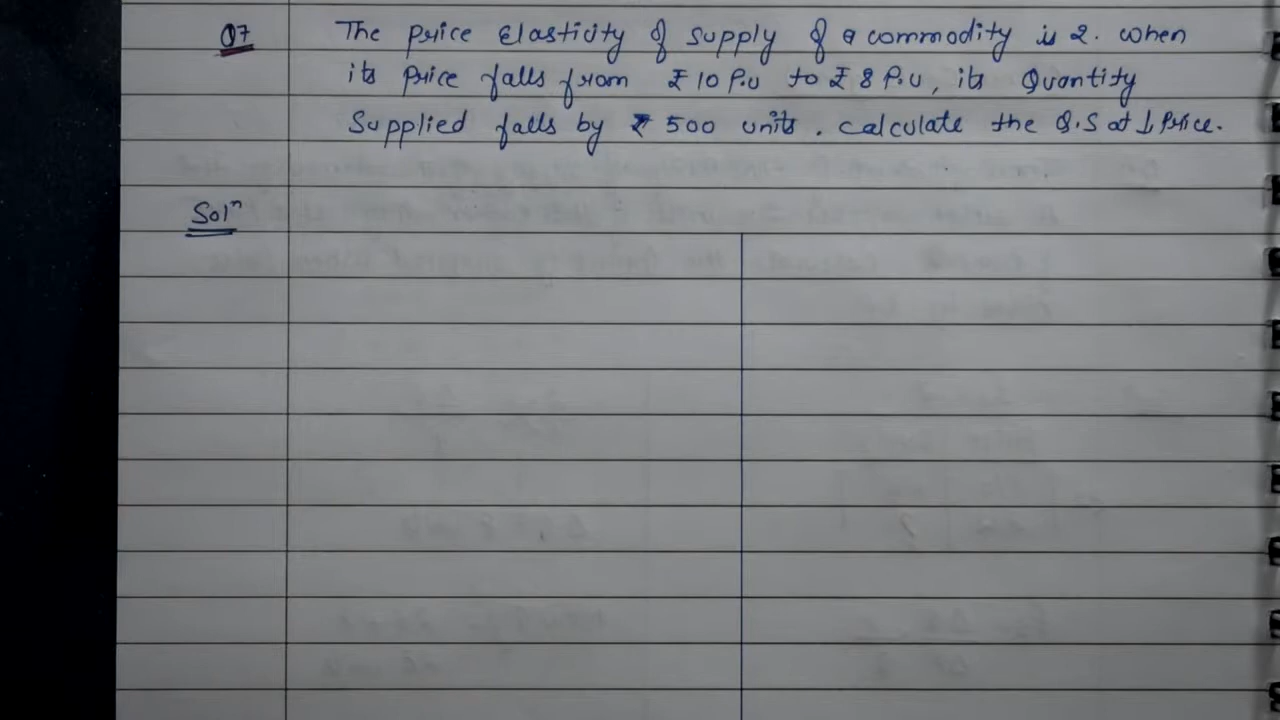 Q7 The Price Elasticity of supply of a commodity is 2. when
its Price falls from ₹ 10 P.U to ₹ 8 P.U, its Quantity
Supplied falls by ₹ 500 units. calculate the Q.S at ↓ Price.
Solⁿ